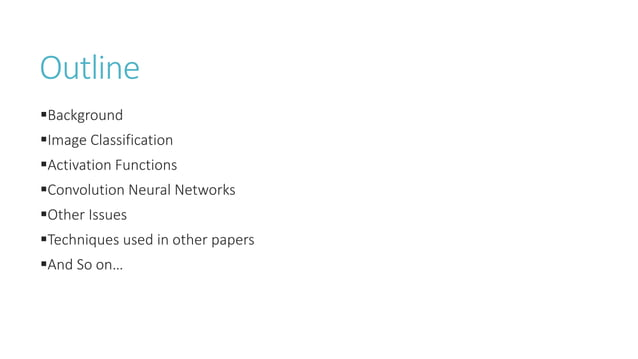 Outline
▪Background
▪Image Classification
▪Activation Functions
▪Convolution Neural Networks
▪Other Issues
▪Techniques used in other papers
▪And So on…